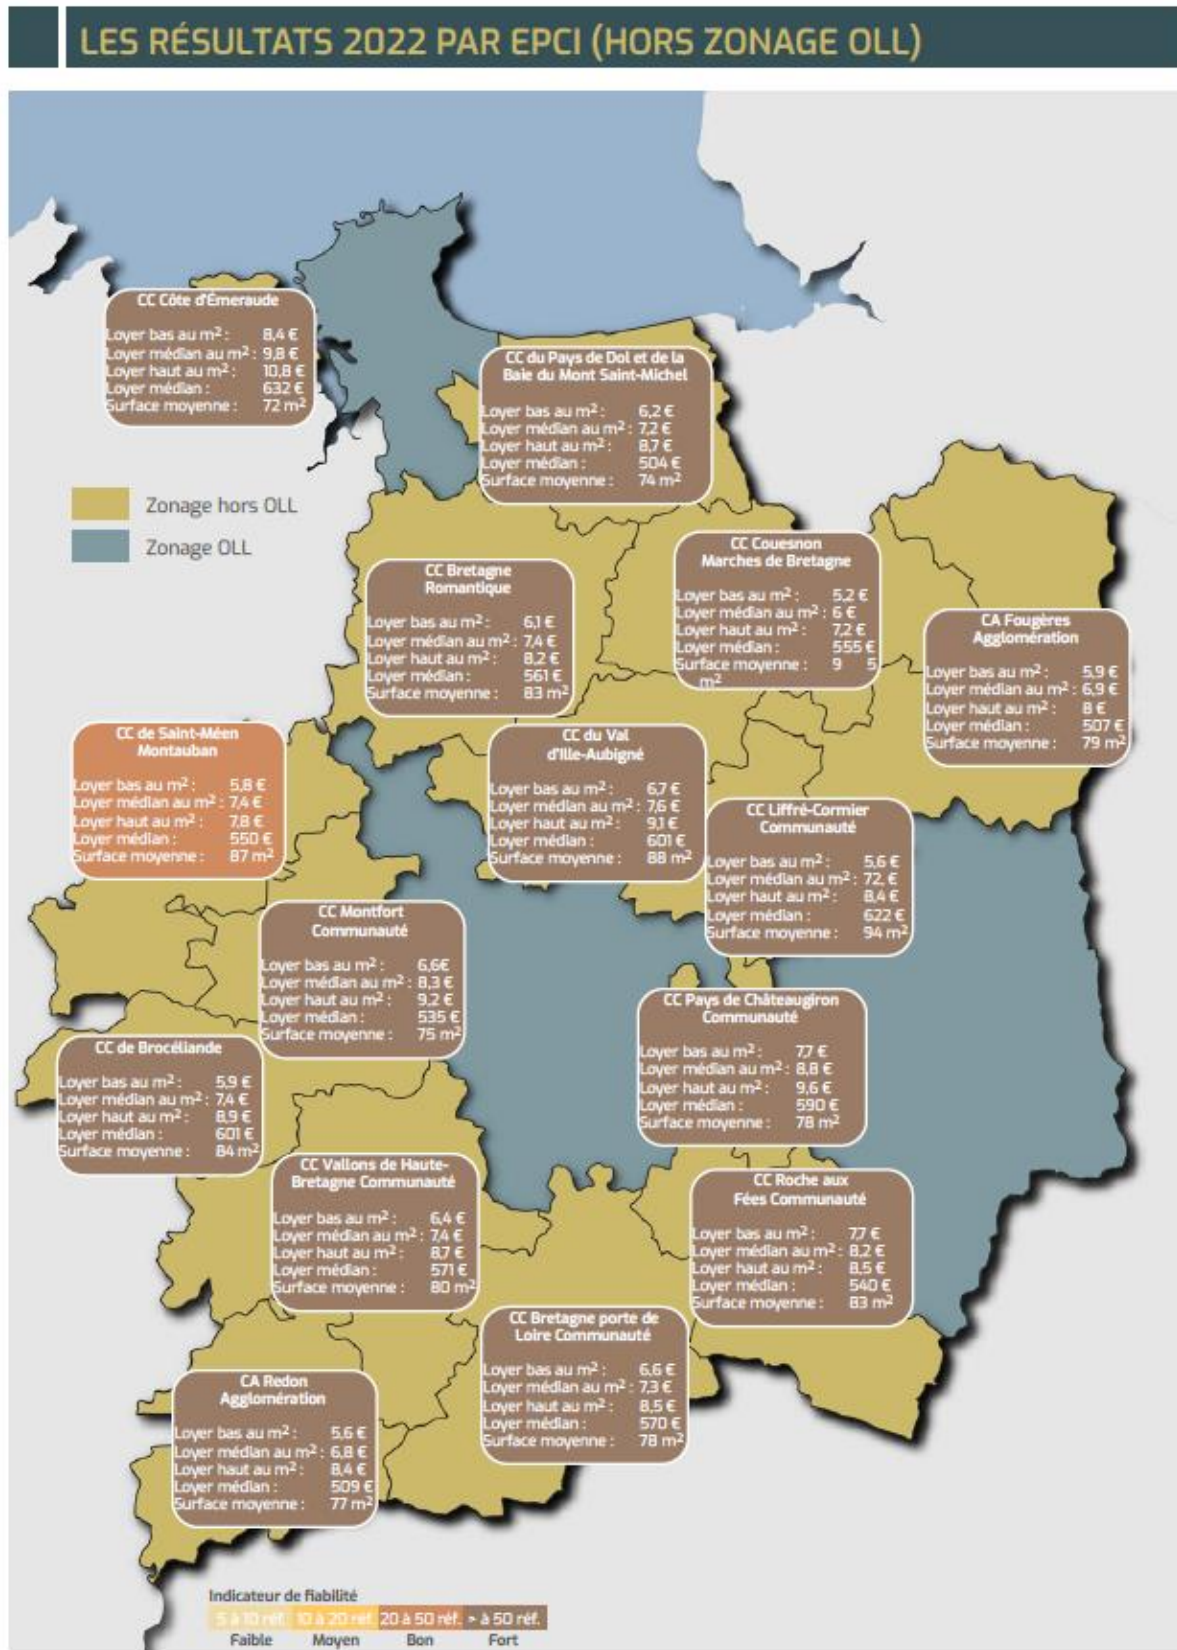 LES RÉSULTATS 2022 PAR EPCI (HORS ZONAGE OLL)
CC Côte d'Émeraude
Loyer bas au m² : 8,4 €
Loyer médian au m² : 9,8 €
Loyer haut au m² : 10,8 €
Loyer médian : 632 €
Surface moyenne : 72 m²
CC du Pays de Dol et de la
Baie du Mont Saint-Michel
Loyer bas au m² : 6,2 €
Loyer médian au m² : 7,2 €
Loyer haut au m² : 8,7 €
Loyer médian : 504 €
Surface moyenne : 74 m²
Zonage hors OLL
Zonage OLL
CC Bretagne
Romantique
Loyer bas au m² : 6,1 €
Loyer médian au m² : 7,4 €
Loyer haut au m² : 8,2 €
Loyer médian : 561 €
Surface moyenne : 83 m²
CC Couesnon
Marches de Bretagne
Loyer bas au m² : 5,2 €
Loyer médian au m² : 6 €
Loyer haut au m² : 7,2 €
Loyer médian : 555 €
Surface moyenne : 9 5
m²
CA Fougères
Agglomération
Loyer bas au m² : 5,9 €
Loyer médian au m² : 6,9 €
Loyer haut au m² : 8 €
Loyer médian : 507 €
Surface moyenne : 79 m²
CC de Saint-Méen
Montauban
Loyer bas au m² : 5,8 €
Loyer médian au m² : 7,4 €
Loyer haut au m² : 7,8 €
Loyer médian : 550 €
Surface moyenne : 87 m²
CC du Val
d'Ille-Aubigné
Loyer bas au m² : 6,7 €
Loyer médian au m² : 7,6 €
Loyer haut au m² : 9,1 €
Loyer médian : 601 €
Surface moyenne : 88 m²
CC Liffré-Cormier
Communauté
Loyer bas au m² : 5,6 €
Loyer médian au m² : 72, €
Loyer haut au m² : 8,4 €
Loyer médian : 622 €
Surface moyenne : 94 m²
CC Montfort
Communauté
Loyer bas au m² : 6,6€
Loyer médian au m² : 8,3 €
Loyer haut au m² : 9,2 €
Loyer médian : 535 €
Surface moyenne : 75 m²
CC Pays de Châteaugiron
Communauté
Loyer bas au m² : 7,7 €
Loyer médian au m² : 8,8 €
Loyer haut au m² : 9,6 €
Loyer médian : 590 €
Surface moyenne : 78 m²
CC de Brocéliande
Loyer bas au m² : 5,9 €
Loyer médian au m² : 7,4 €
Loyer haut au m² : 8,9 €
Loyer médian : 601 €
Surface moyenne : 84 m²
CC Vallons de Haute-
Bretagne Communauté
Loyer bas au m² : 6,4 €
Loyer médian au m² : 7,4 €
Loyer haut au m² : 8,7 €
Loyer médian : 571 €
Surface moyenne : 80 m²
CC Roche aux
Fées Communauté
Loyer bas au m² : 7,7 €
Loyer médian au m² : 8,2 €
Loyer haut au m² : 8,5 €
Loyer médian : 540 €
Surface moyenne : 83 m²
CC Bretagne porte de
Loire Communauté
Loyer bas au m² : 6,6 €
Loyer médian au m² : 7,3 €
Loyer haut au m² : 8,5 €
Loyer médian : 570 €
Surface moyenne : 78 m²
CA Redon
Agglomération
Loyer bas au m² : 5,6 €
Loyer médian au m² : 6,8 €
Loyer haut au m² : 8,4 €
Loyer médian : 509 €
Surface moyenne : 77 m²
Indicateur de fiabilité
5 à 10 réf. 10 à 20 réf. 20 à 50 réf. > à 50 réf.
Faible Moyen Bon Fort